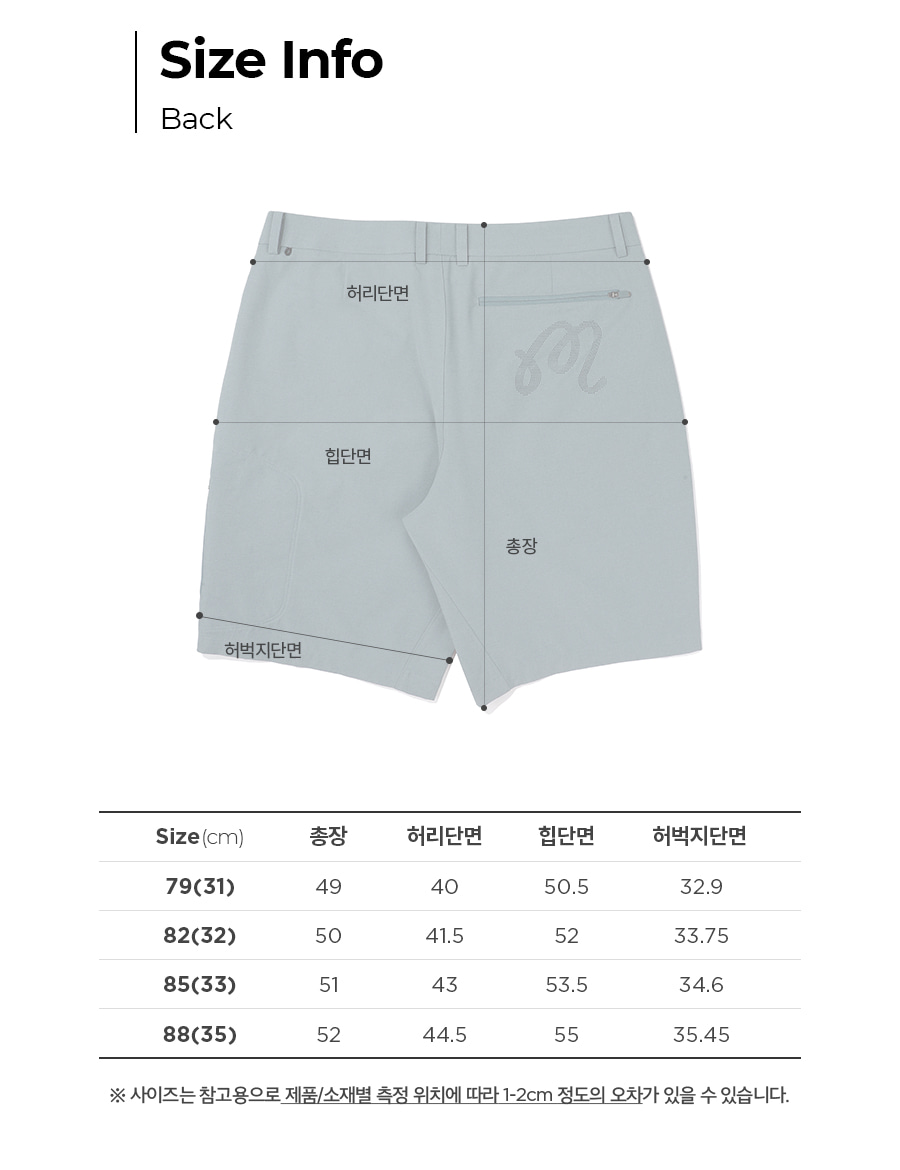 Size Info
Back
허리단면
힙단면
총장
허벅지단면
Size(cm) 총장 허리단면 힙단면 허벅지단면
79(31) 49 40 50.5 32.9
82(32) 50 41.5 52 33.75
85(33) 51 43 53.5 34.6
88(35) 52 44.5 55 35.45
※ 사이즈는 참고용으로 제품/소재별 측정 위치에 따라 1-2cm 정도의 오차가 있을 수 있습니다.